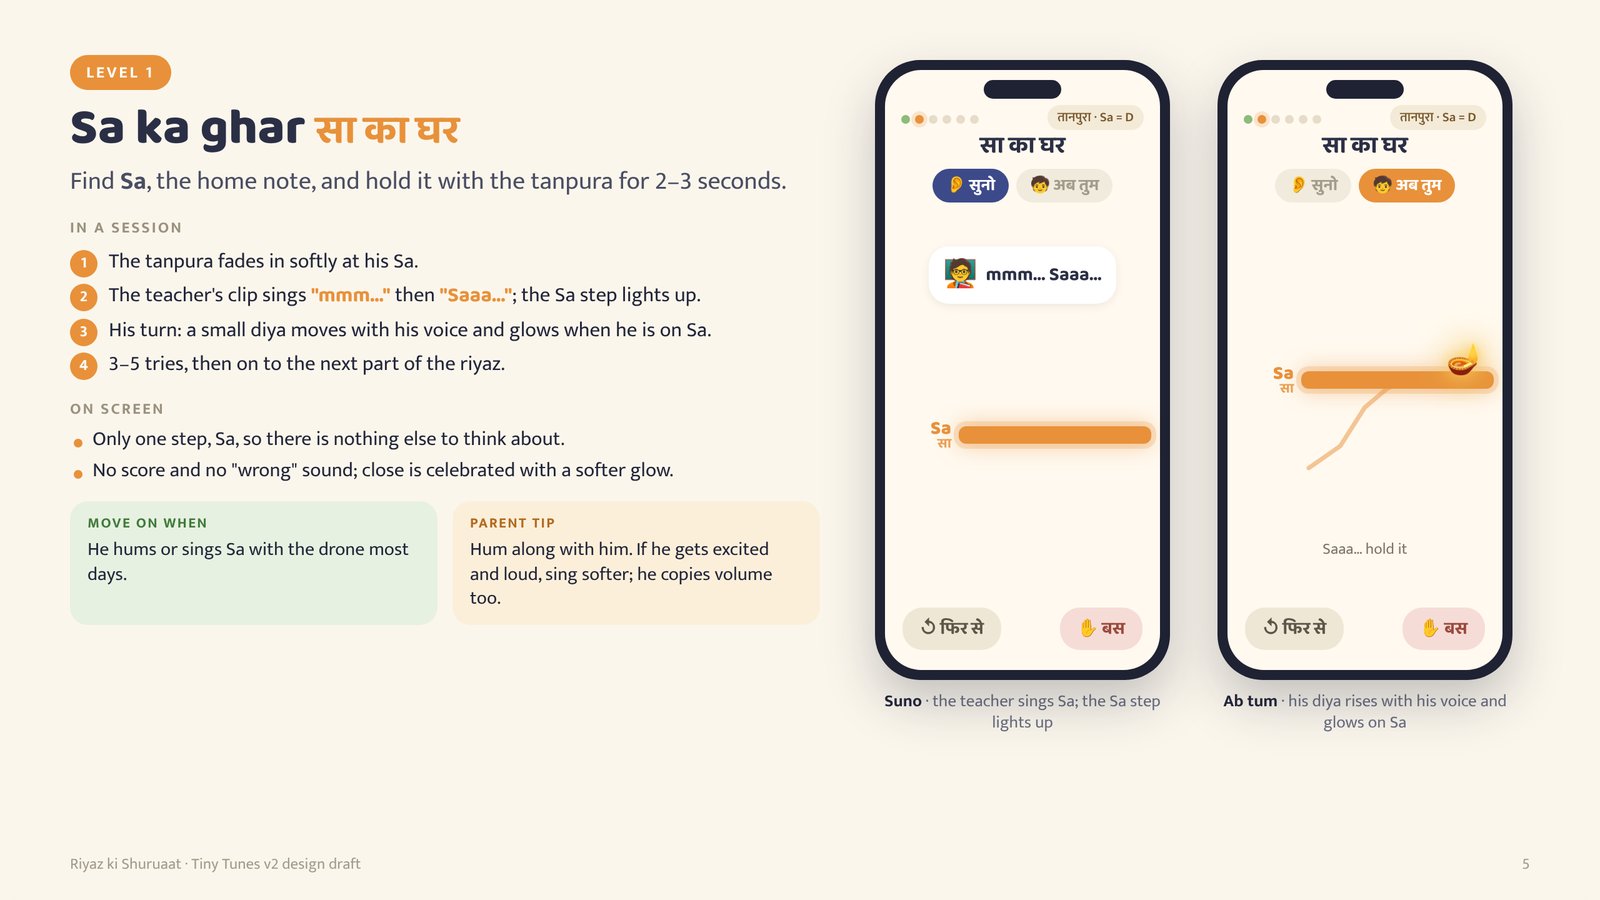 LEVEL 1
Sa ka ghar सा का घर
Find Sa, the home note, and hold it with the tanpura for 2–3 seconds.
IN A SESSION
1 The tanpura fades in softly at his Sa.
2 The teacher's clip sings "mmm..." then "Saaa..."; the Sa step lights up.
3 His turn: a small diya moves with his voice and glows when he is on Sa.
4 3–5 tries, then on to the next part of the riyaz.
ON SCREEN
• Only one step, Sa, so there is nothing else to think about.
• No score and no "wrong" sound; close is celebrated with a softer glow.
MOVE ON WHEN
He hums or sings Sa with the drone most
days.
PARENT TIP
Hum along with him. If he gets excited
and loud, sing softer; he copies volume
too.
तानपुरा · Sa = D
सा का घर
सुनो
अब तुम
mmm... Saaa...
Sa
सा
फिर से
बस
Suno · the teacher sings Sa; the Sa step
lights up
तानपुरा · Sa = D
सा का घर
सुनो
अब तुम
Sa
सा
Saaa... hold it
फिर से
बस
Ab tum · his diya rises with his voice and
glows on Sa
Riyaz ki Shuruaat · Tiny Tunes v2 design draft
5